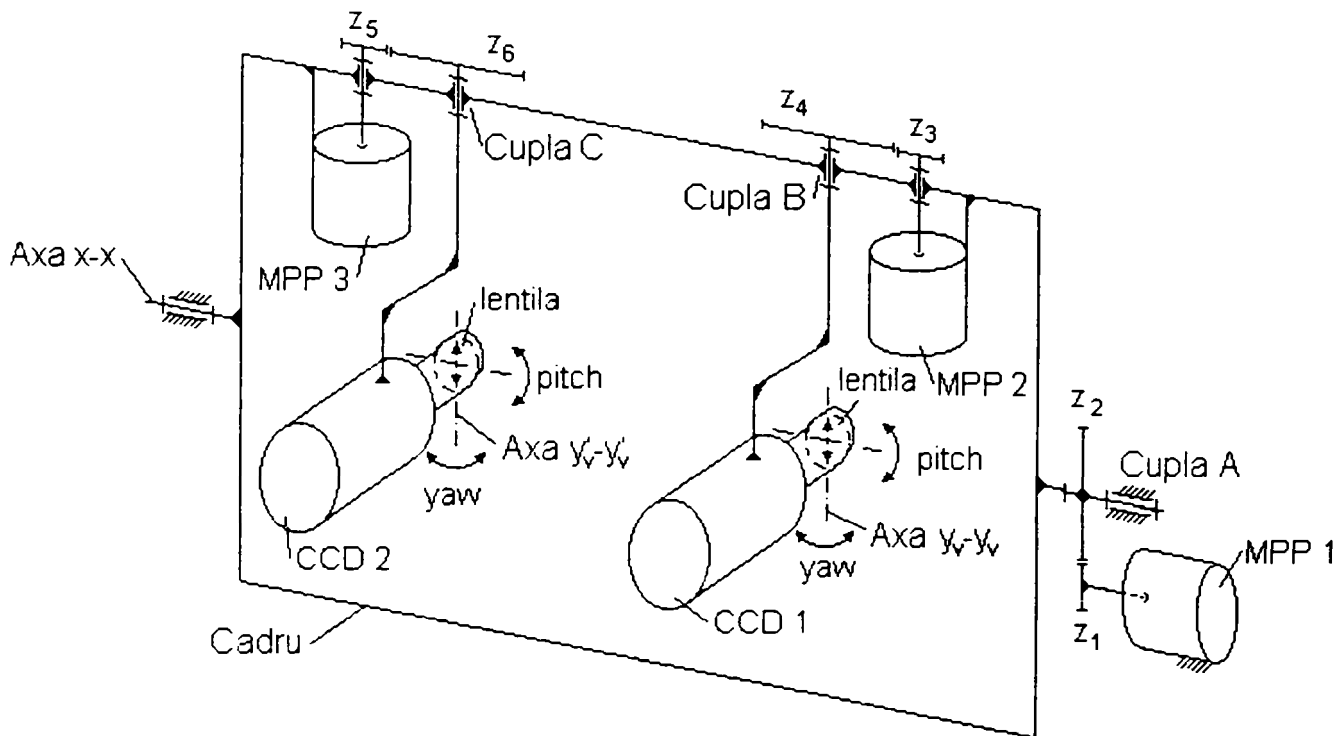 z5
z6
z4
z3
Cupla C
Cupla B
Axa x-x
MPP 3
lentila
pitch
MPP 2
lentila
z2
Axa y'v-y'v
pitch
Cupla A
yaw
Axa yv-yv
MPP 1
CCD 2
yaw
CCD 1
z1
Cadru